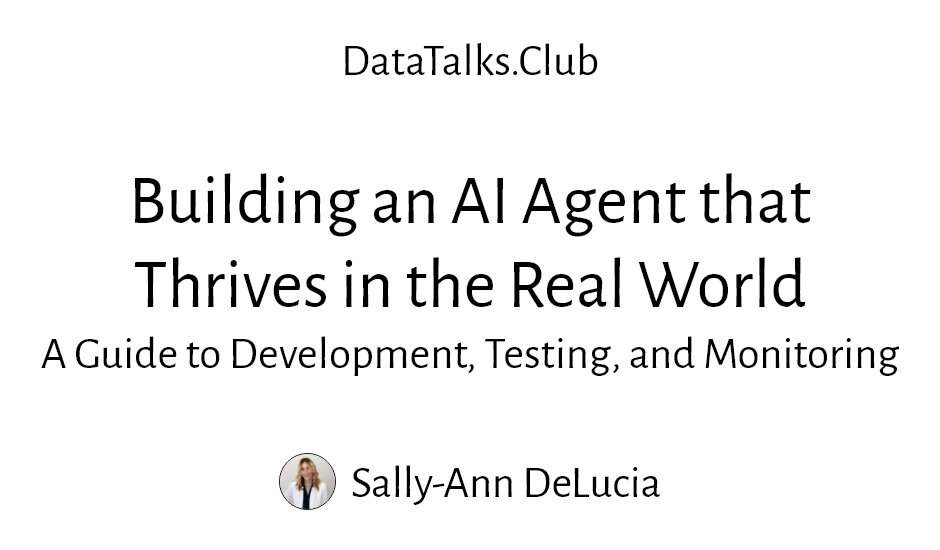 DataTalks.Club
Building an AI Agent that
Thrives in the Real World
A Guide to Development, Testing, and Monitoring
Sally-Ann DeLucia